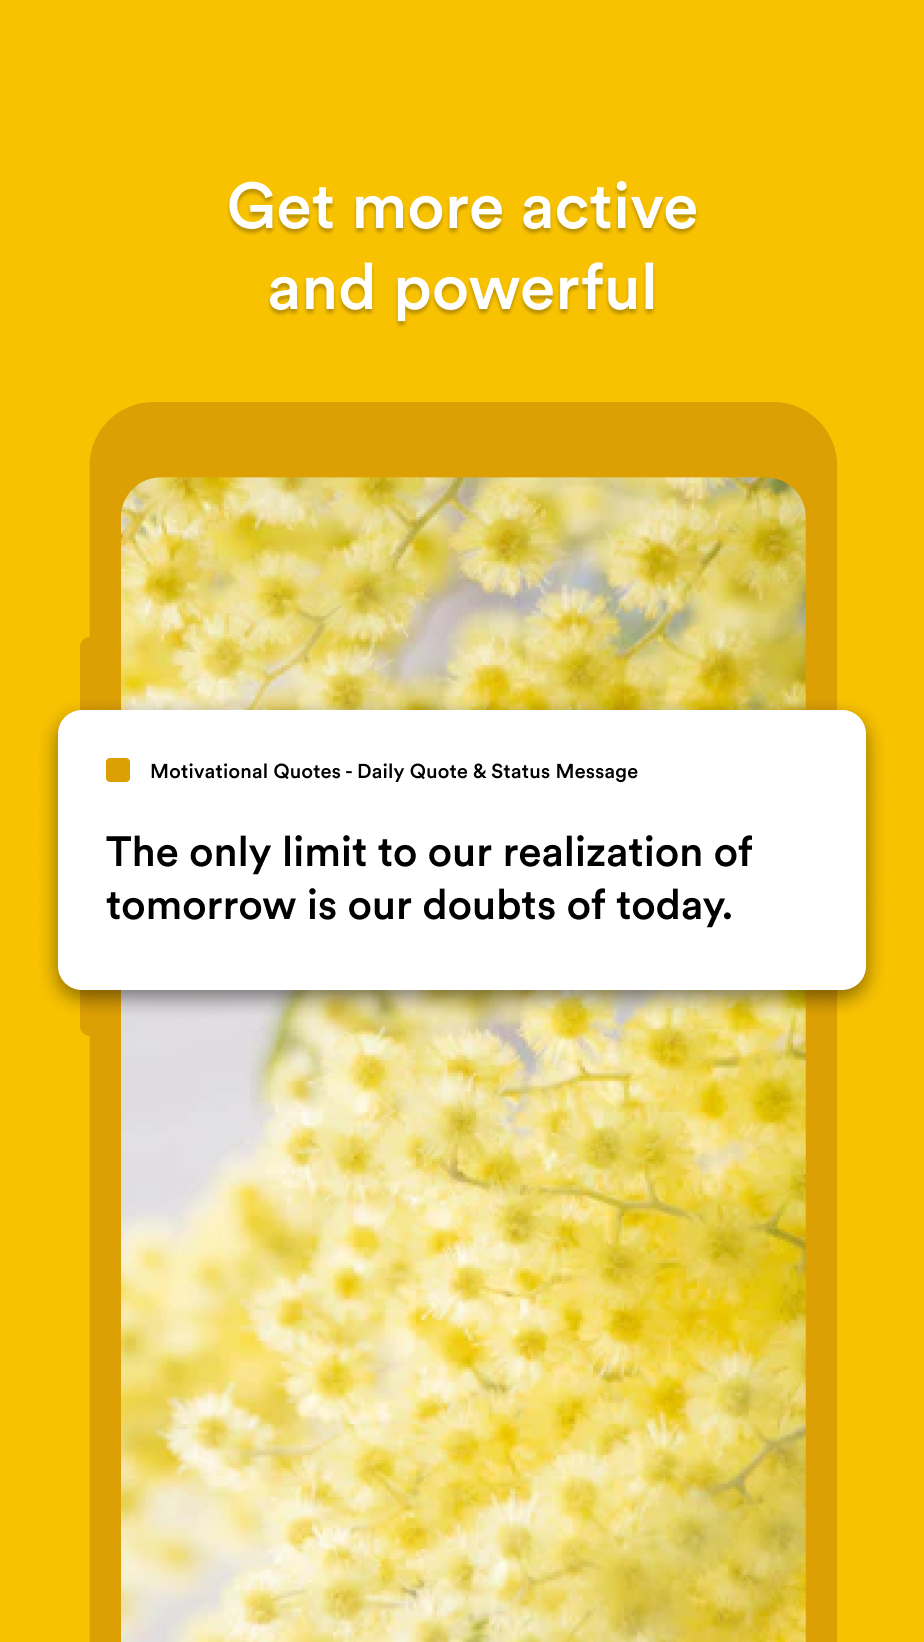 Get more active
and powerful
Motivational Quotes - Daily Quote & Status Message
The only limit to our realization of
tomorrow is our doubts of today.